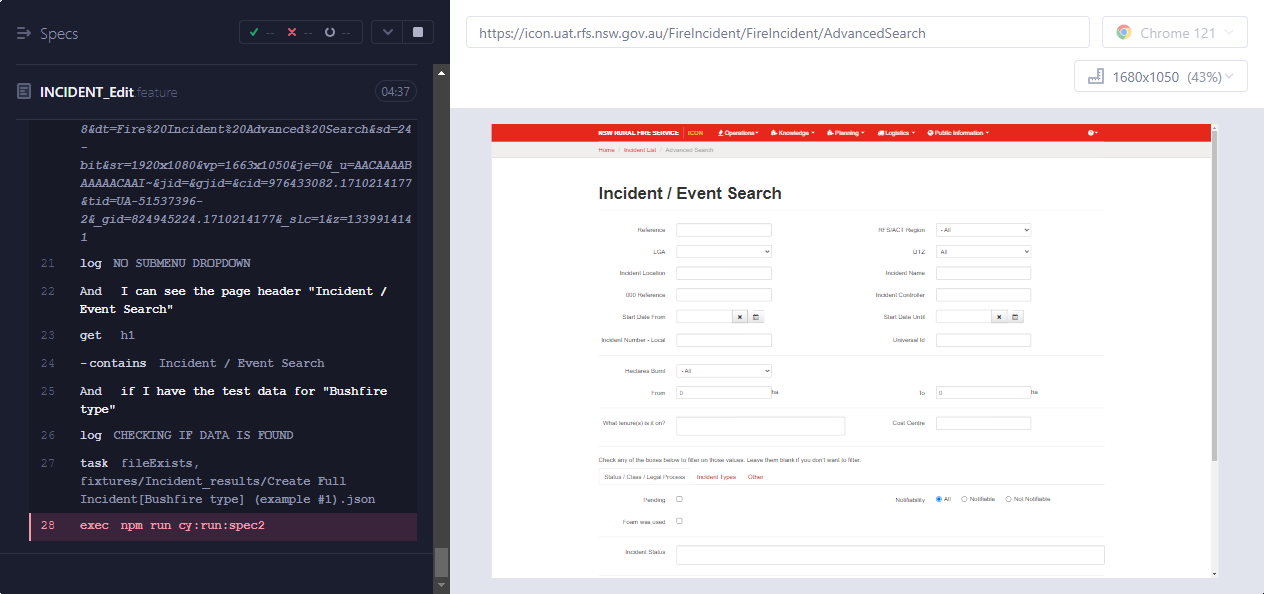 Specs
-- -- --
INCIDENT_Edit feature
04:37
8&dt=Fire%20Incident%20Advanced%20Search&sd=24
-
bit&sr=1920x1080&vp=1663x1050&je=0&_u=AACAAAAB
AAAAACAAI~&jid=&gjid=&cid=976433082.1710214177
&tid=UA-51537396-
2&_gid=824945224.1710214177&_slc=1&z=133991414
1
21 log NO SUBMENU DROPDOWN
22 And I can see the page header "Incident /
Event Search"
23 get h1
24 -contains Incident / Event Search
25 And if I have the test data for "Bushfire
type"
26 log CHECKING IF DATA IS FOUND
27 task fileExists,
fixtures/Incident_results/Create Full
Incident[Bushfire type] (example #1).json
28 exec npm run cy:run:spec2
https://icon.uat.rfs.nsw.gov.au/FireIncident/FireIncident/AdvancedSearch
Chrome 121
1680x1050 (43%)
NSW RURAL FIRE SERVICE ICON Operations Knowledge Planning Logistics Public Information
Home / Incident List / Advanced Search
Incident / Event Search
Reference RFS/ACT Region - All
LGA DTZ All
Incident Location Incident Name
000 Reference Incident Controller
Start Date From Start Date Until
Incident Number - Local Universal Id
Hectares Burnt - All
From 0 ha To 0 ha
What tenure(s) is it on? Cost Centre
Check any of the boxes below to filter on those values. Leave them blank if you don't want to filter.
Status / Class / Legal Process Incident Types Other
Pending Notifiability All Notifiable Not Notifiable
Foam was used
Incident Status